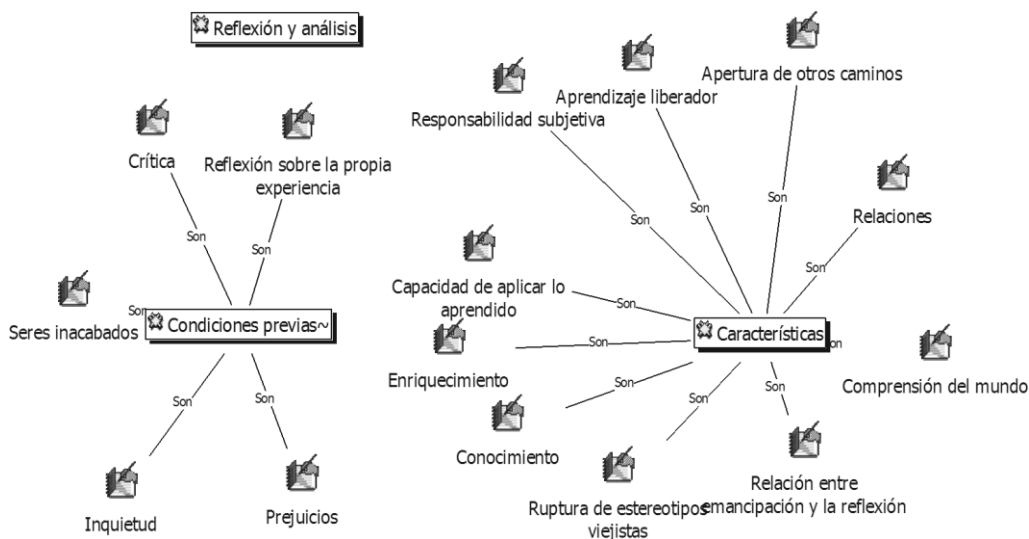 Reflexión y análisis
Crítica
Reflexión sobre la propia
experiencia
Son
Son
Seres inacabados
Son
Condiciones previas~
Son
Son
Inquietud
Prejuicios
Apertura de otros caminos
Aprendizaje liberador
Responsabilidad subjetiva
Relaciones
Son
Son
Son
Son
Capacidad de aplicar lo
aprendido
Son
Enriquecimiento
Son
Características
Son
Comprensión del mundo
Son
Conocimiento
Son
Son
Ruptura de estereotipos
viejistas
Relación entre
emancipación y la reflexión